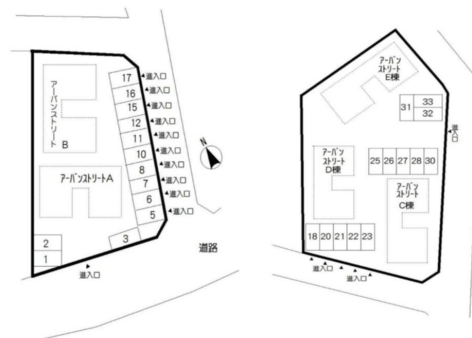 17
進入口
16
進入口
15
進入口
12
進入口
11
進入口
10
進入口
8
進入口
7
進入口
6
進入口
5
進入口
アーバンストリート
B
アーバンストリートA
2
1
3
進入口
N
道路
アーバン
ストリート
E棟
31
33
32
進入口
25 26 27 28 30
アーバン
ストリート
D棟
アーバン
ストリート
C棟
18 20 21 22 23
進入口
進入口